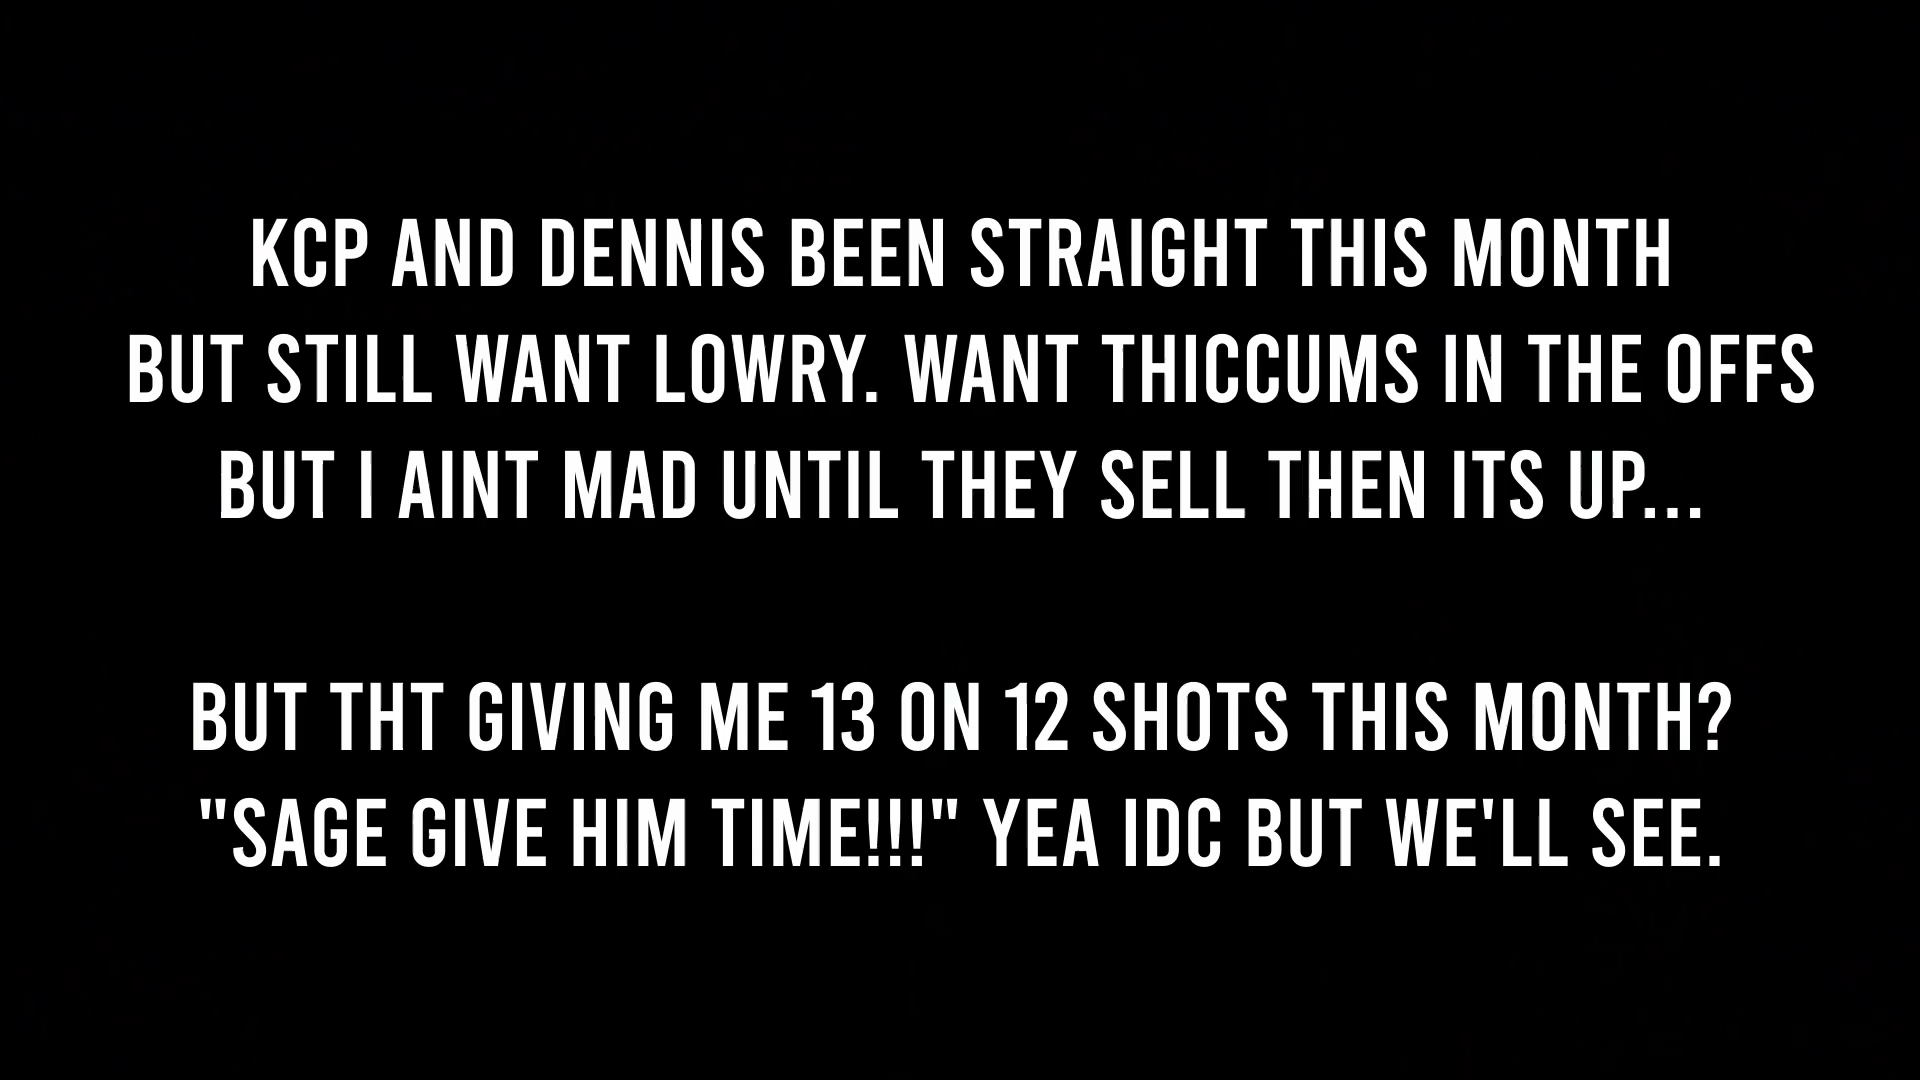 KCP AND DENNIS BEEN STRAIGHT THIS MONTH
BUT STILL WANT LOWRY. WANT THICCUMS IN THE OFFS
BUT I AINT MAD UNTIL THEY SELL THEN ITS UP...
BUT THT GIVING ME 13 ON 12 SHOTS THIS MONTH?
"SAGE GIVE HIM TIME!!!" YEA IDC BUT WE'LL SEE.